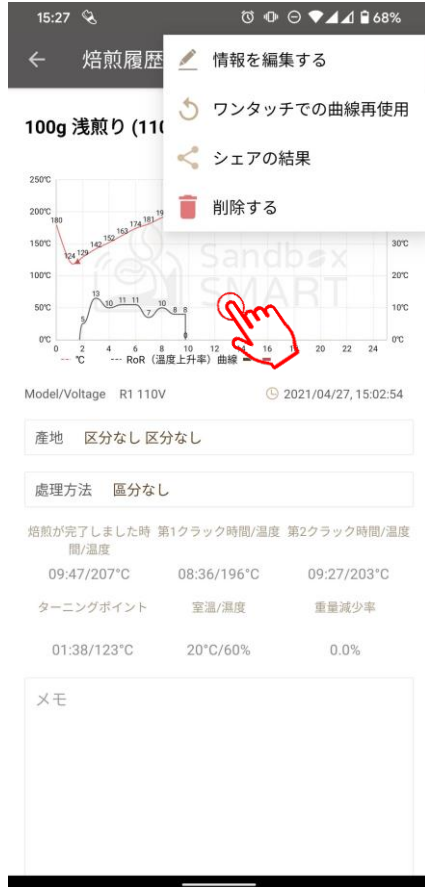 15:27 68%
焙煎履歴
情報を編集する
ワンタッチでの曲線再使用
シェアの結果
削除する
100g 浅煎り (110
250℃
200℃
150℃
100℃
50℃
0℃
30℃
20℃
10℃
0℃
180 124 129 142 152 163 174 181 19
5 13 10 11 11 7 10 8 8 0
Sandbox
SMART
0 2 4 6 8 10 12 14 16 18 20 22 24
-- ℃ --- RoR（溫度上升率）曲線
Model/Voltage R1 110V 2021/04/27, 15:02:54
産地 区分なし 区分なし
處理方法 區分なし
焙煎が完了しました時間/温度 第1クラック時間/温度 第2クラック時間/温度
09:47/207°C 08:36/196°C 09:27/203°C
ターニングポイント 室温/濕度 重量減少率
01:38/123°C 20°C/60% 0.0%
メモ